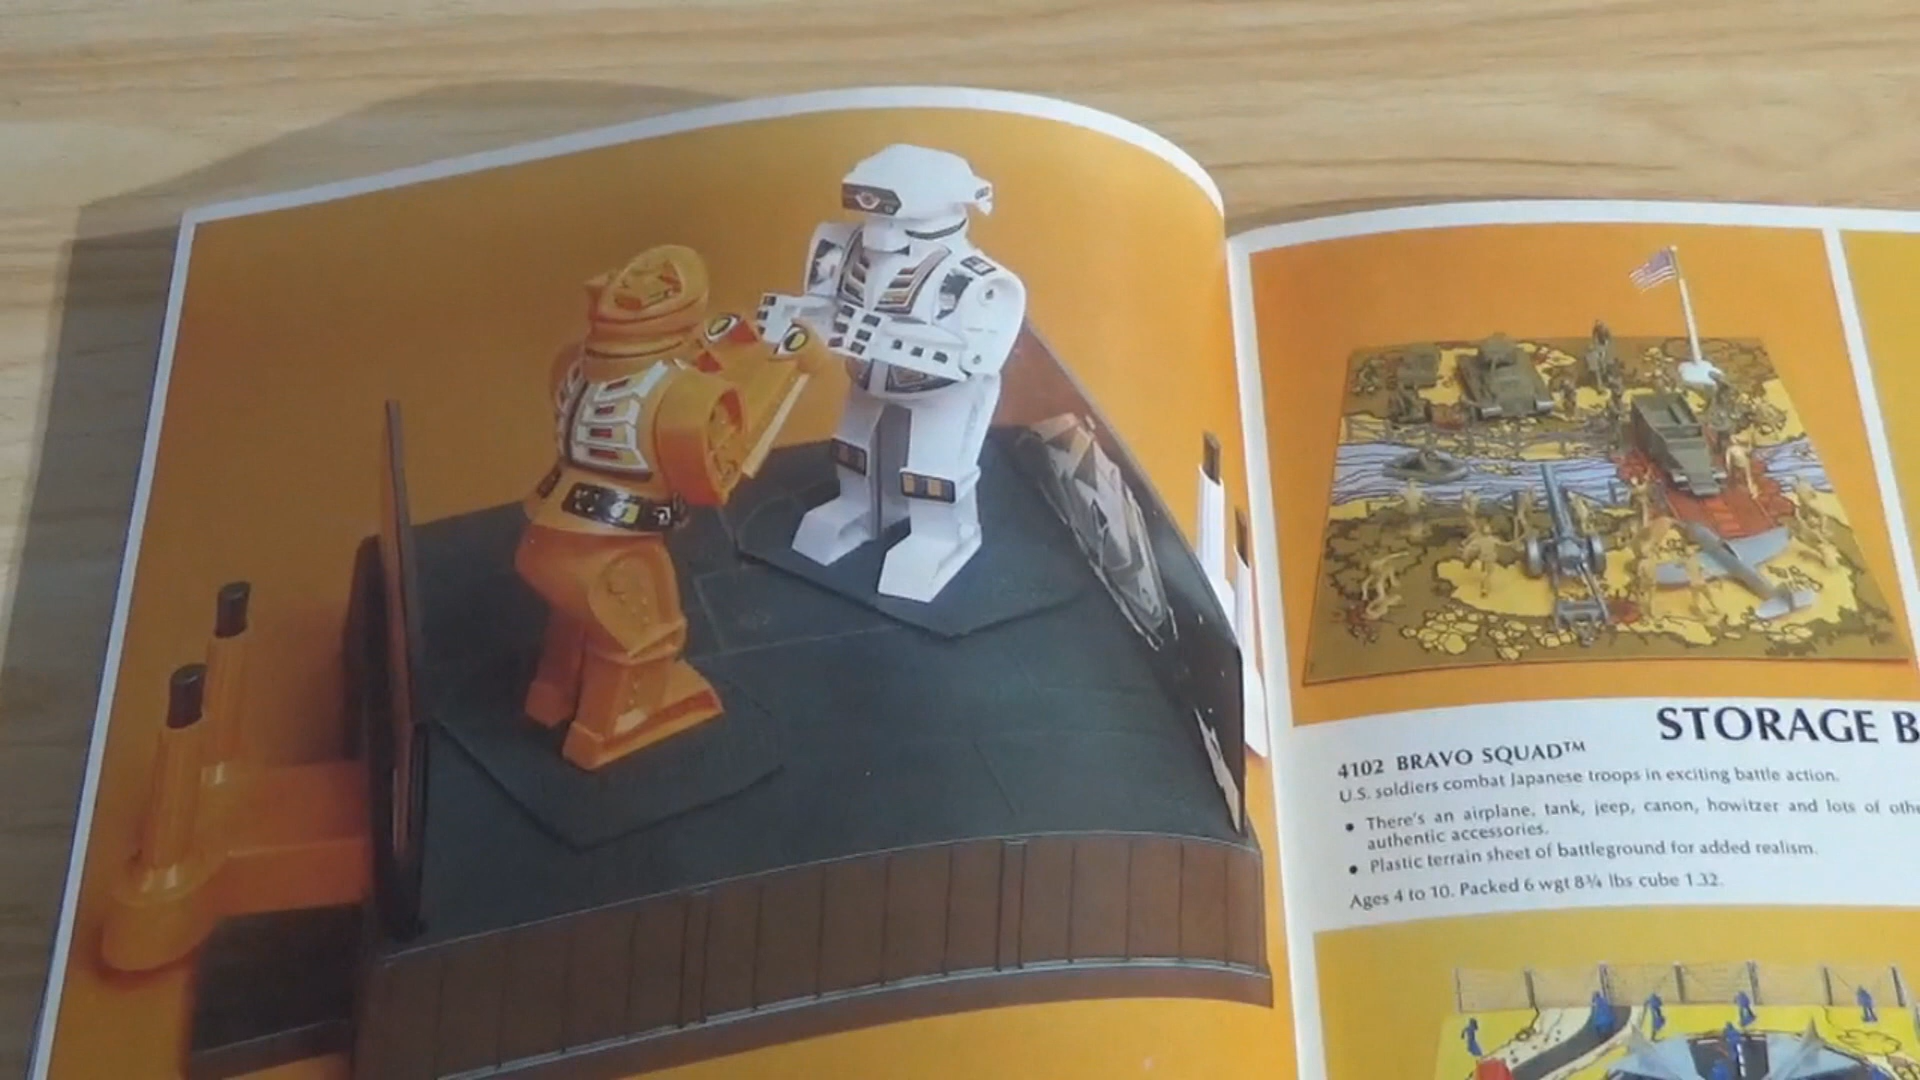 STORAGE B
4102 BRAVO SQUAD™
U.S. soldiers combat Japanese troops in exciting battle action.
• There's an airplane, tank, jeep, canon, howitzer and lots of othe
authentic accessories.
• Plastic terrain sheet of battleground for added realism.
Ages 4 to 10. Packed 6 wgt 8¾ lbs cube 1.32.